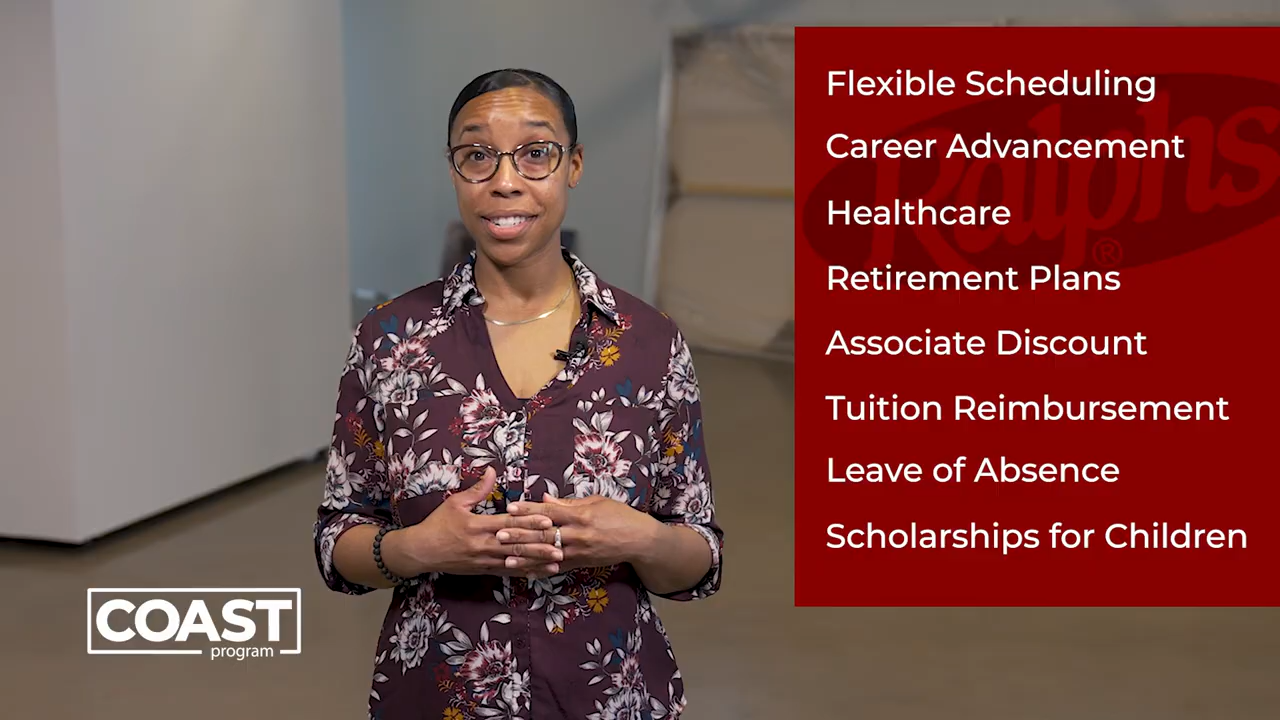 Flexible Scheduling
Career Advancement
Healthcare
Retirement Plans
Associate Discount
Tuition Reimbursement
Leave of Absence
Scholarships for Children
Ralphs
®
COAST
program